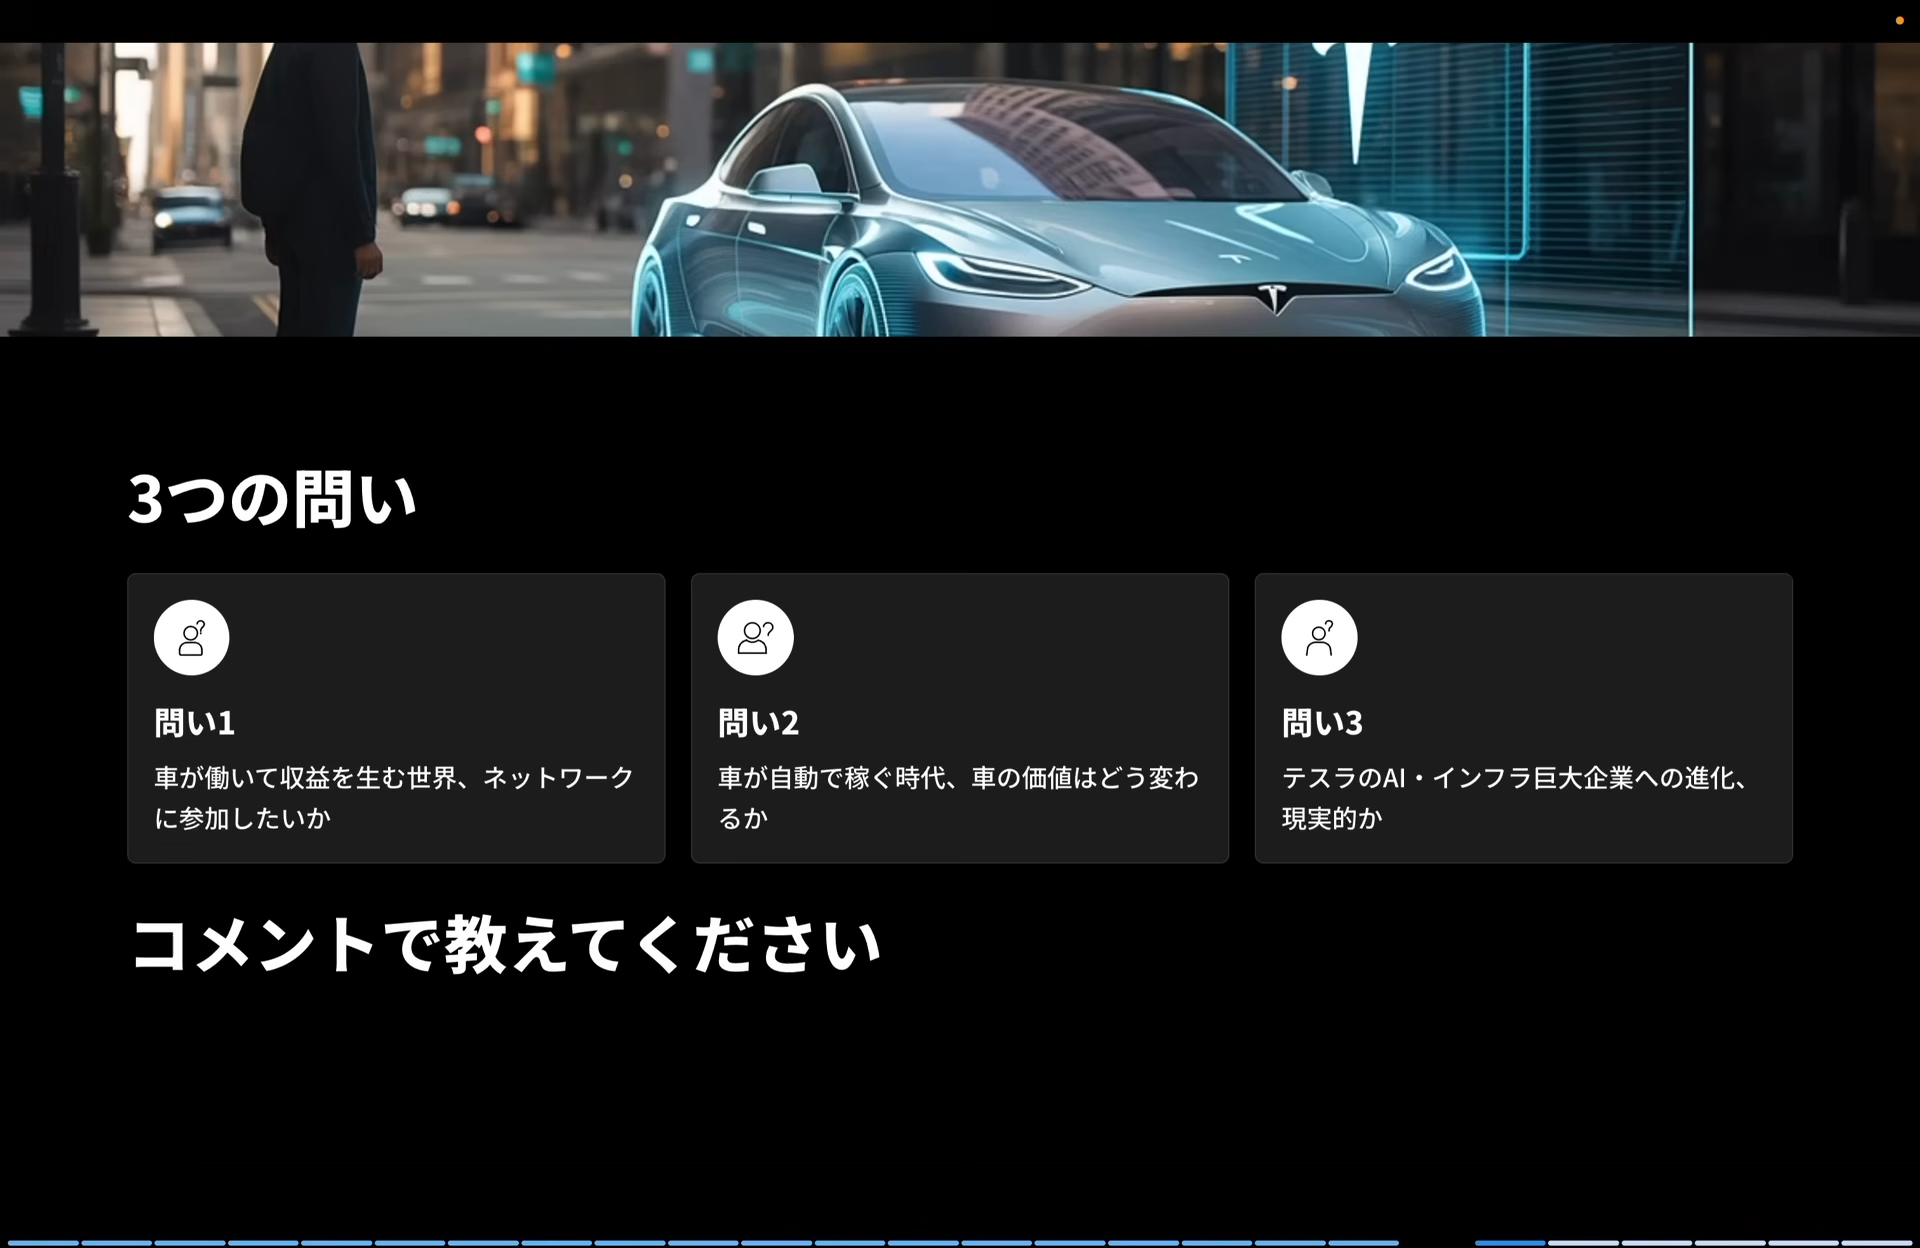 3つの問い
問い1
車が働いて収益を生む世界、ネットワーク
に参加したいか
問い2
車が自動で稼ぐ時代、車の価値はどう変わ
るか
問い3
テスラのAI・インフラ巨大企業への進化、
現実的か
コメントで教えてください